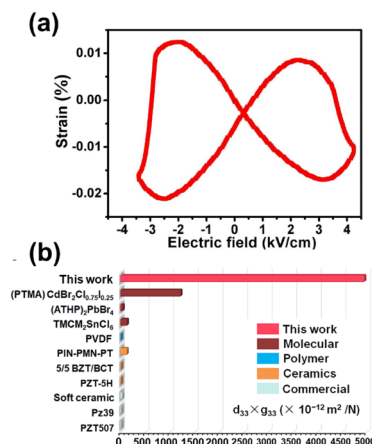 (a)
0.01
0.00
-0.01
-0.02
Strain (%)
-4 -3 -2 -1 0 1 2 3 4
Electric field (kV/cm)
(b)
This work
(PTMA) CdBr₂Cl₀.₇₅I₀.₂₅
(ATHP)₂PbBr₄
TMCM₂SnCl₆
PVDF
PIN-PMN-PT
5/5 BZT/BCT
PZT-5H
Soft ceramic
Pz39
PZT507
This work
Molecular
Polymer
Ceramics
Commercial
d₃₃×g₃₃ (× 10⁻¹² m² /N)
0 500 1000 1500 2000 2500 3000 3500 4000 4500 5000